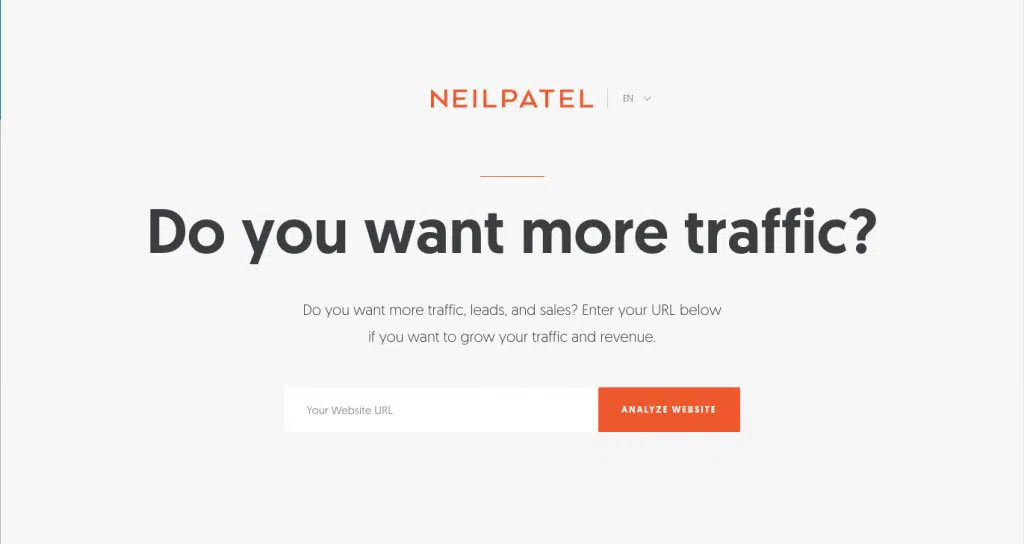 NEILPATEL EN
Do you want more traffic?
Do you want more traffic, leads, and sales? Enter your URL below
if you want to grow your traffic and revenue.
Your Website URL ANALYZE WEBSITE